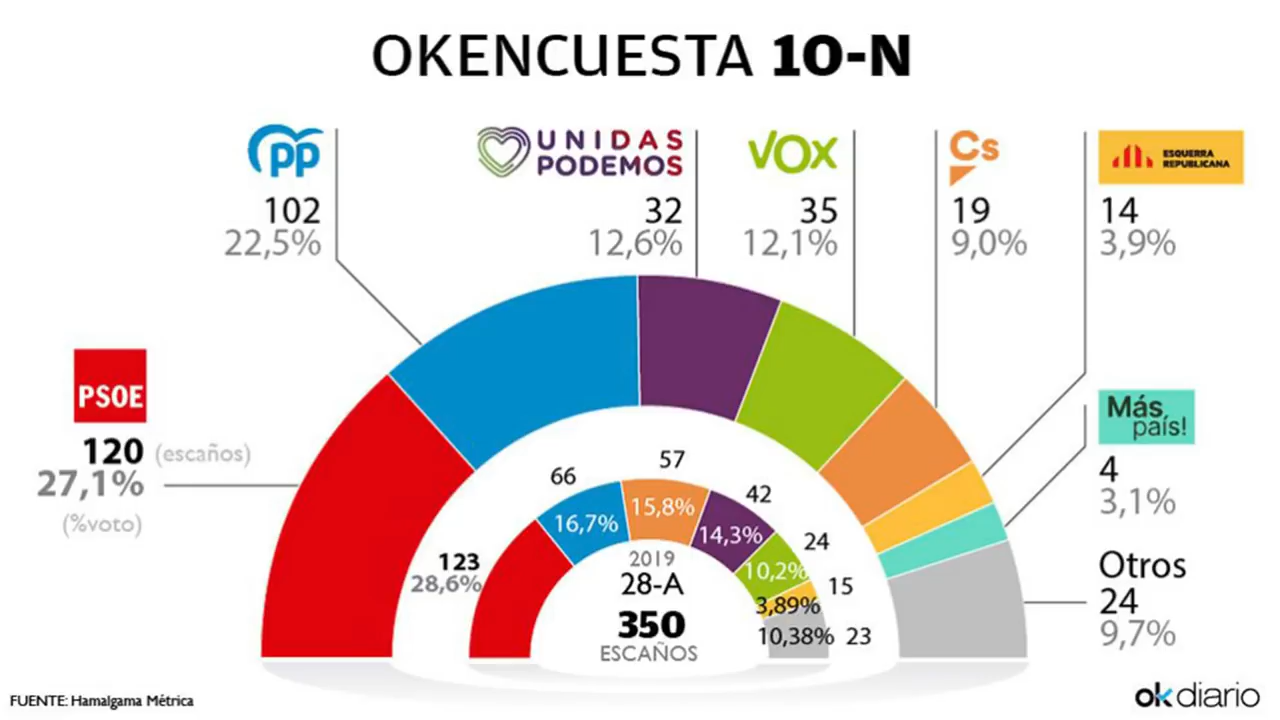 OKENCUESTA 10-N
pp
102
22,5%
UNIDAS
PODEMOS
32
12,6%
VOX
35
12,1%
Cs
19
9,0%
ESQUERRA
REPUBLICANA
14
3,9%
PSOE
120 (escaños)
27,1%
(%voto)
Más
país!
4
3,1%
Otros
24
9,7%
123
28,6%
66
16,7%
57
15,8%
42
14,3%
24
10,2%
15
3,89%
10,38% 23
2019
28-A
350
ESCAÑOS
FUENTE: Hamalgama Métrica
okdiario